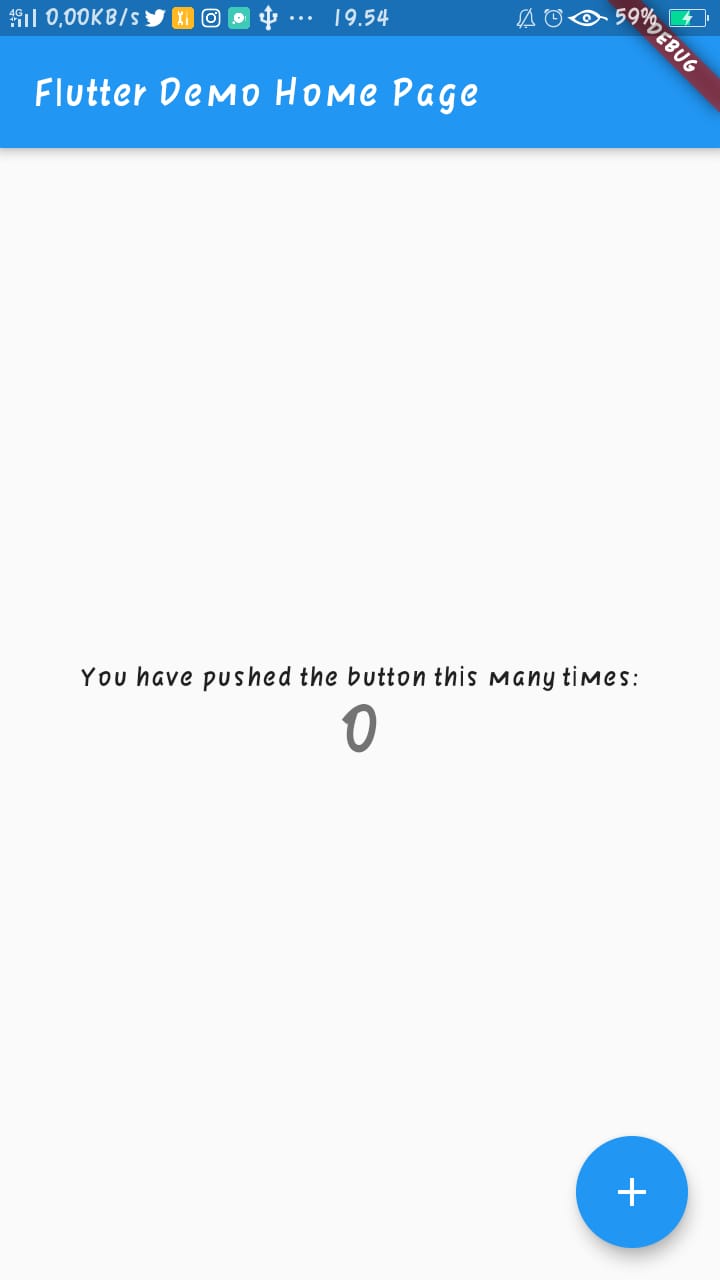 4G 0,00KB/s 19.54 59%
DEBUG
Flutter Demo Home Page
You have pushed the button this many times:
0
+